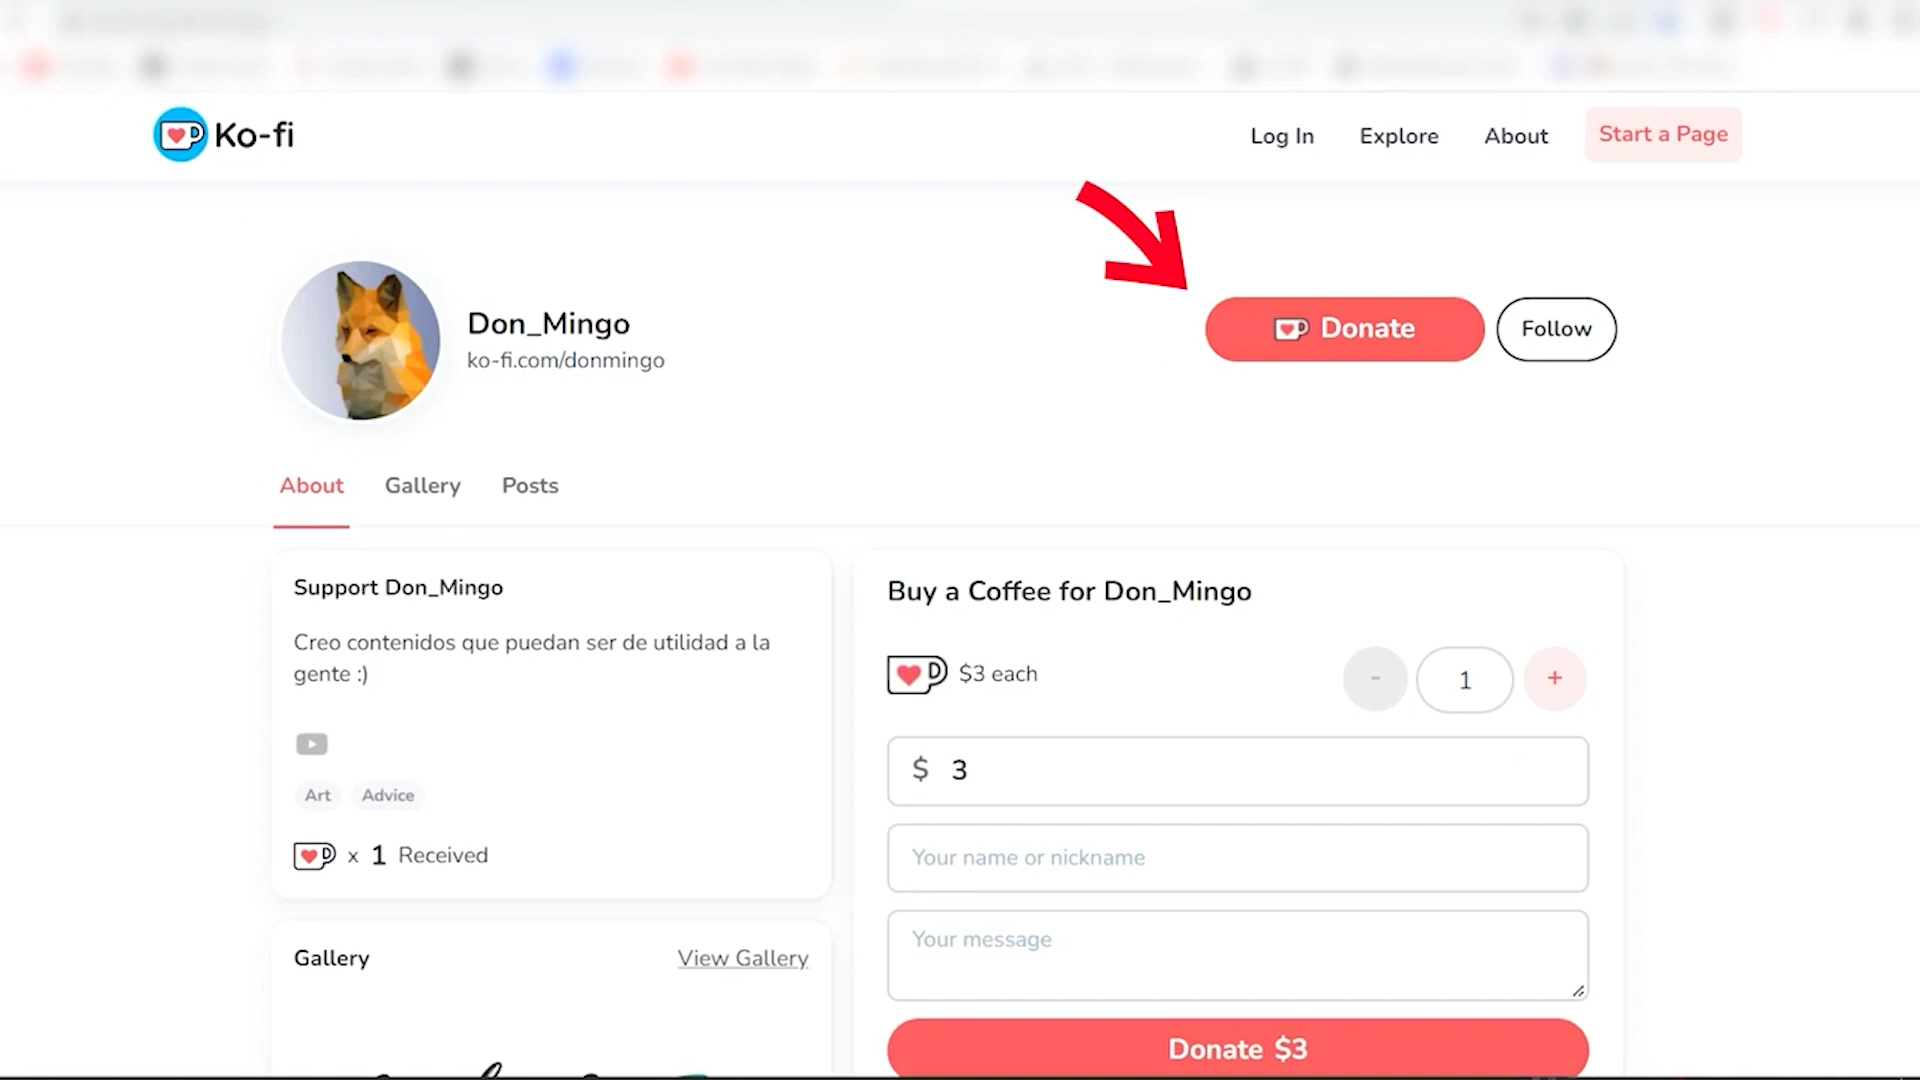 Ko-fi
Log In
Explore
About
Start a Page
Don_Mingo
ko-fi.com/donmingo
Donate
Follow
About
Gallery
Posts
Support Don_Mingo
Creo contenidos que puedan ser de utilidad a la
gente :)
Art
Advice
x 1 Received
Gallery
View Gallery
Buy a Coffee for Don_Mingo
$3 each
-
1
+
$ 3
Your name or nickname
Your message
Donate $3